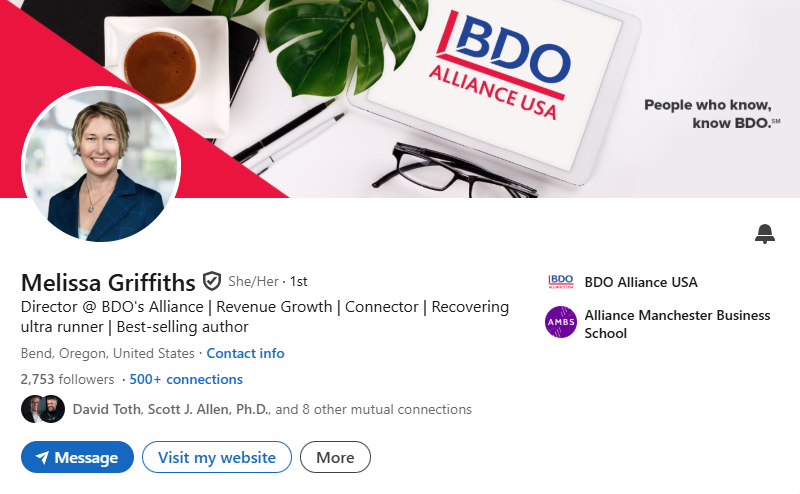 BDO
ALLIANCE USA
People who know,
know BDO.℠
Melissa Griffiths She/Her · 1st
Director @ BDO's Alliance | Revenue Growth | Connector | Recovering
ultra runner | Best-selling author
Bend, Oregon, United States · Contact info
2,753 followers · 500+ connections
David Toth, Scott J. Allen, Ph.D., and 8 other mutual connections
Message
Visit my website
More
BDO
ALLIANCE USA
BDO Alliance USA
AMBS
Alliance Manchester Business
School